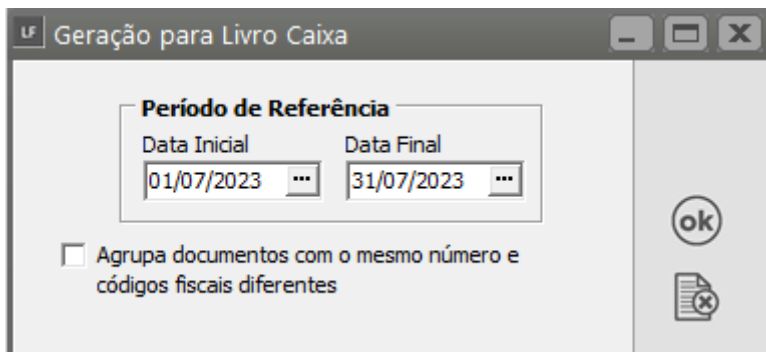 LF Geração para Livro Caixa
Período de Referência
Data Inicial Data Final
01/07/2023 ... 31/07/2023 ...
Agrupa documentos com o mesmo número e
códigos fiscais diferentes
ok